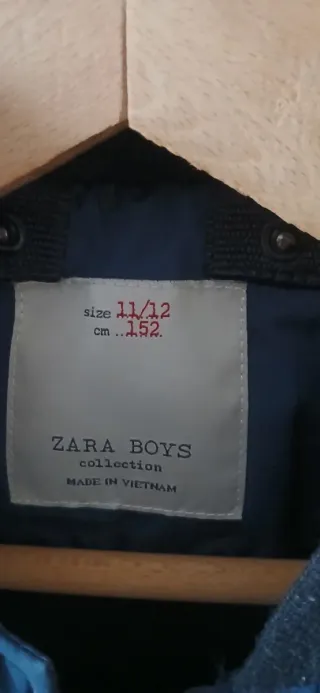 size 11/12
cm ..152.
ZARA BOYS
collection
MADE IN VIETNAM